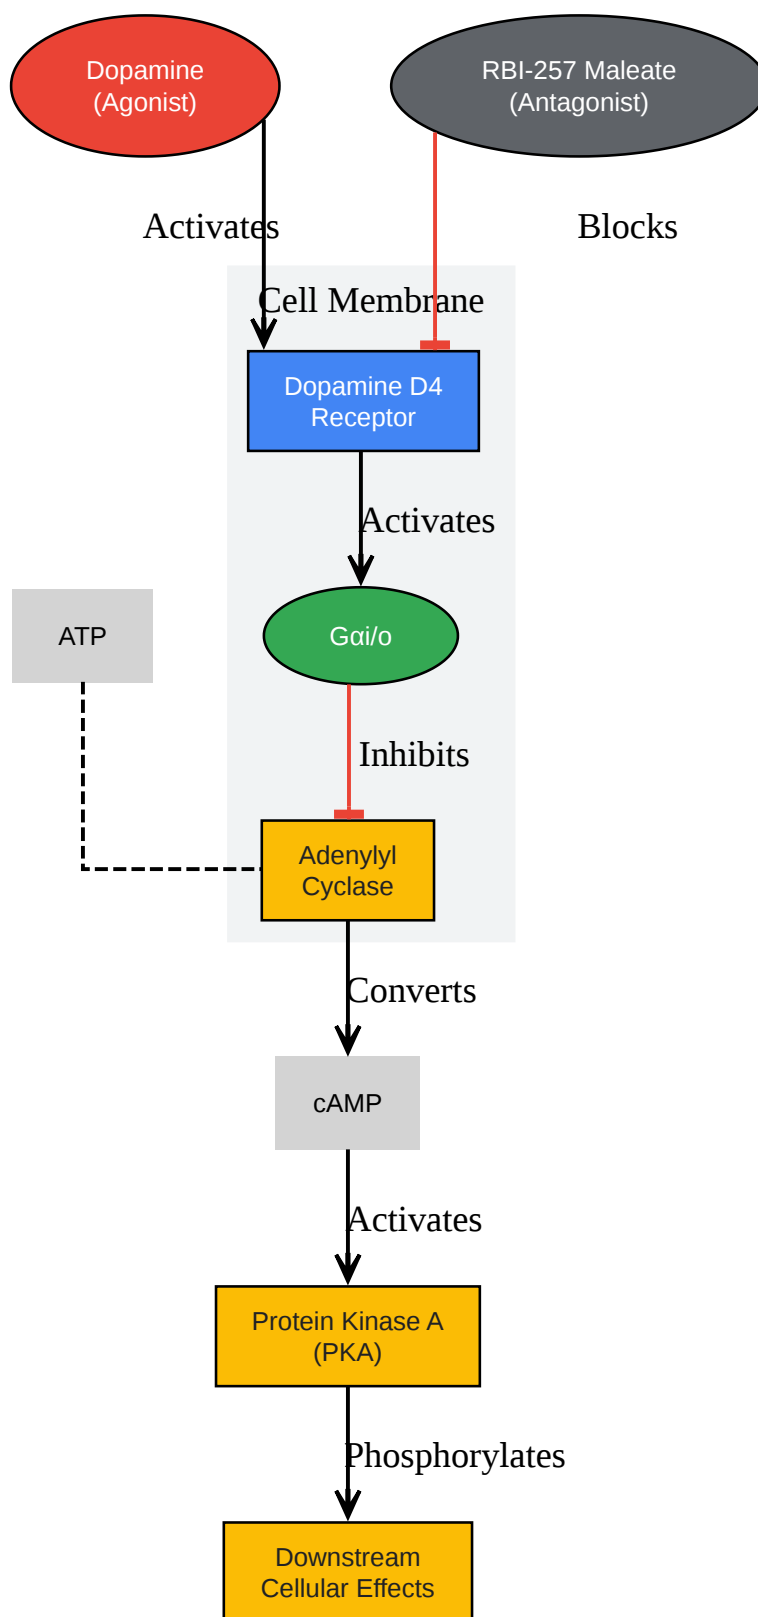 Dopamine
(Agonist)
RBI-257 Maleate
(Antagonist)
Activates
Blocks
Cell Membrane
Dopamine D4
Receptor
Activates
ATP
Gαi/o
Inhibits
Adenylyl
Cyclase
Converts
cAMP
Activates
Protein Kinase A
(PKA)
Phosphorylates
Downstream
Cellular Effects